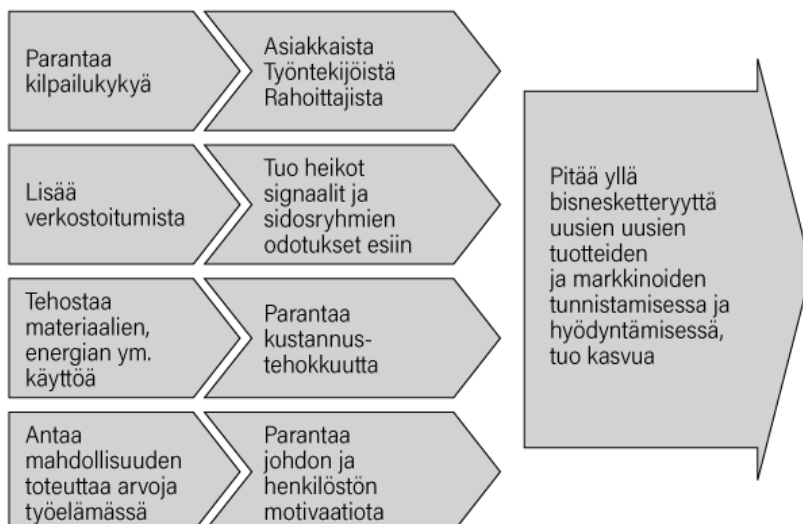 Parantaa
kilpailukykyä
Asiakkaista
Työntekijöistä
Rahoittajista
Lisää
verkostoitumista
Tuo heikot
signaalit ja
sidosryhmien
odotukset esiin
Tehostaa
materiaalien,
energian ym.
käyttöä
Parantaa
kustannus-
tehokkuutta
Antaa
mahdollisuuden
toteuttaa arvoja
työelämässä
Parantaa
johdon ja
henkilöstön
motivaatiota
Pitää yllä
bisnesketteryyttä
uusien uusien
tuotteiden
ja markkinoiden
tunnistamisessa ja
hyödyntämisessä,
tuo kasvua